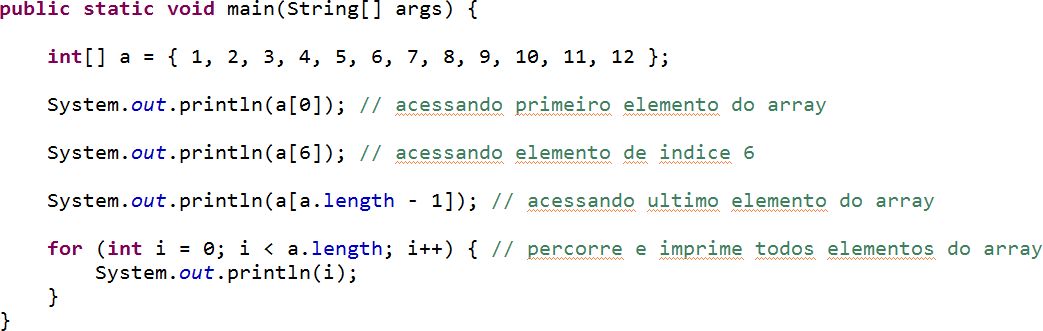 public static void main(String[] args) {
int[] a = { 1, 2, 3, 4, 5, 6, 7, 8, 9, 10, 11, 12 };
System.out.println(a[0]); // acessando primeiro elemento do array
System.out.println(a[6]); // acessando elemento de indice 6
System.out.println(a[a.length - 1]); // acessando ultimo elemento do array
for (int i = 0; i < a.length; i++) { // percorre e imprime todos elementos do array
System.out.println(i);
}
}